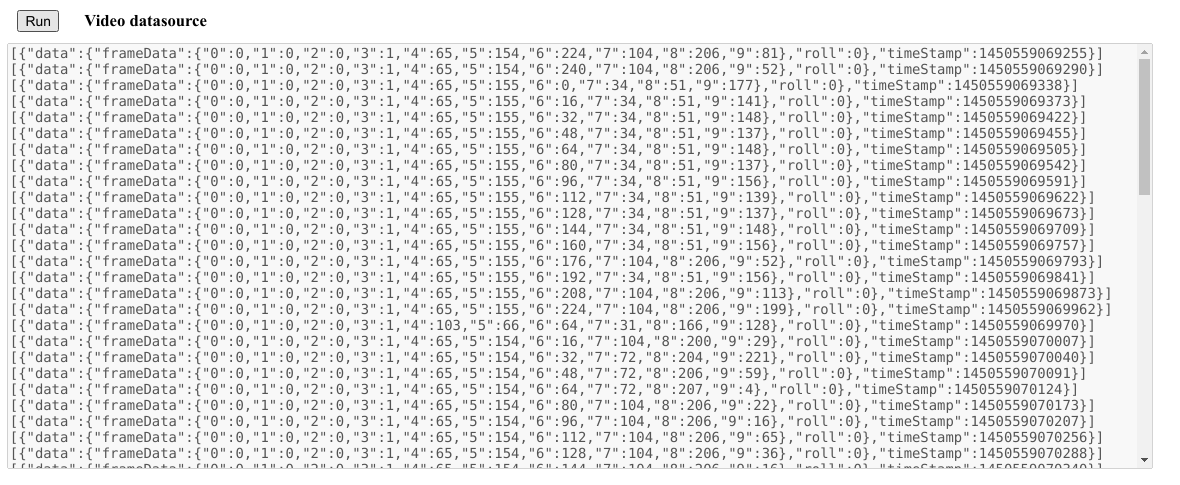 Run Video datasource
[{"data":{"frameData":{"0":0,"1":0,"2":0,"3":1,"4":65,"5":154,"6":224,"7":104,"8":206,"9":81},"roll":0},"timeStamp":1450559069255}]
[{"data":{"frameData":{"0":0,"1":0,"2":0,"3":1,"4":65,"5":154,"6":240,"7":104,"8":206,"9":52},"roll":0},"timeStamp":1450559069290}]
[{"data":{"frameData":{"0":0,"1":0,"2":0,"3":1,"4":65,"5":155,"6":0,"7":34,"8":51,"9":177},"roll":0},"timeStamp":1450559069338}]
[{"data":{"frameData":{"0":0,"1":0,"2":0,"3":1,"4":65,"5":155,"6":16,"7":34,"8":51,"9":141},"roll":0},"timeStamp":1450559069373}]
[{"data":{"frameData":{"0":0,"1":0,"2":0,"3":1,"4":65,"5":155,"6":32,"7":34,"8":51,"9":148},"roll":0},"timeStamp":1450559069422}]
[{"data":{"frameData":{"0":0,"1":0,"2":0,"3":1,"4":65,"5":155,"6":48,"7":34,"8":51,"9":137},"roll":0},"timeStamp":1450559069455}]
[{"data":{"frameData":{"0":0,"1":0,"2":0,"3":1,"4":65,"5":155,"6":64,"7":34,"8":51,"9":148},"roll":0},"timeStamp":1450559069505}]
[{"data":{"frameData":{"0":0,"1":0,"2":0,"3":1,"4":65,"5":155,"6":80,"7":34,"8":51,"9":137},"roll":0},"timeStamp":1450559069542}]
[{"data":{"frameData":{"0":0,"1":0,"2":0,"3":1,"4":65,"5":155,"6":96,"7":34,"8":51,"9":156},"roll":0},"timeStamp":1450559069591}]
[{"data":{"frameData":{"0":0,"1":0,"2":0,"3":1,"4":65,"5":155,"6":112,"7":34,"8":51,"9":139},"roll":0},"timeStamp":1450559069622}]
[{"data":{"frameData":{"0":0,"1":0,"2":0,"3":1,"4":65,"5":155,"6":128,"7":34,"8":51,"9":137},"roll":0},"timeStamp":1450559069673}]
[{"data":{"frameData":{"0":0,"1":0,"2":0,"3":1,"4":65,"5":155,"6":144,"7":34,"8":51,"9":148},"roll":0},"timeStamp":1450559069709}]
[{"data":{"frameData":{"0":0,"1":0,"2":0,"3":1,"4":65,"5":155,"6":160,"7":34,"8":51,"9":156},"roll":0},"timeStamp":1450559069757}]
[{"data":{"frameData":{"0":0,"1":0,"2":0,"3":1,"4":65,"5":155,"6":176,"7":104,"8":206,"9":52},"roll":0},"timeStamp":1450559069793}]
[{"data":{"frameData":{"0":0,"1":0,"2":0,"3":1,"4":65,"5":155,"6":192,"7":34,"8":51,"9":156},"roll":0},"timeStamp":1450559069841}]
[{"data":{"frameData":{"0":0,"1":0,"2":0,"3":1,"4":65,"5":155,"6":208,"7":104,"8":206,"9":113},"roll":0},"timeStamp":1450559069873}]
[{"data":{"frameData":{"0":0,"1":0,"2":0,"3":1,"4":65,"5":155,"6":224,"7":104,"8":206,"9":199},"roll":0},"timeStamp":1450559069962}]
[{"data":{"frameData":{"0":0,"1":0,"2":0,"3":1,"4":103,"5":66,"6":64,"7":31,"8":166,"9":128},"roll":0},"timeStamp":1450559069970}]
[{"data":{"frameData":{"0":0,"1":0,"2":0,"3":1,"4":65,"5":154,"6":16,"7":104,"8":200,"9":29},"roll":0},"timeStamp":1450559070007}]
[{"data":{"frameData":{"0":0,"1":0,"2":0,"3":1,"4":65,"5":154,"6":32,"7":72,"8":204,"9":221},"roll":0},"timeStamp":1450559070040}]
[{"data":{"frameData":{"0":0,"1":0,"2":0,"3":1,"4":65,"5":154,"6":48,"7":72,"8":206,"9":59},"roll":0},"timeStamp":1450559070091}]
[{"data":{"frameData":{"0":0,"1":0,"2":0,"3":1,"4":65,"5":154,"6":64,"7":72,"8":207,"9":4},"roll":0},"timeStamp":1450559070124}]
[{"data":{"frameData":{"0":0,"1":0,"2":0,"3":1,"4":65,"5":154,"6":80,"7":104,"8":206,"9":22},"roll":0},"timeStamp":1450559070173}]
[{"data":{"frameData":{"0":0,"1":0,"2":0,"3":1,"4":65,"5":154,"6":96,"7":104,"8":206,"9":16},"roll":0},"timeStamp":1450559070207}]
[{"data":{"frameData":{"0":0,"1":0,"2":0,"3":1,"4":65,"5":154,"6":112,"7":104,"8":206,"9":65},"roll":0},"timeStamp":1450559070256}]
[{"data":{"frameData":{"0":0,"1":0,"2":0,"3":1,"4":65,"5":154,"6":128,"7":104,"8":206,"9":36},"roll":0},"timeStamp":1450559070288}]